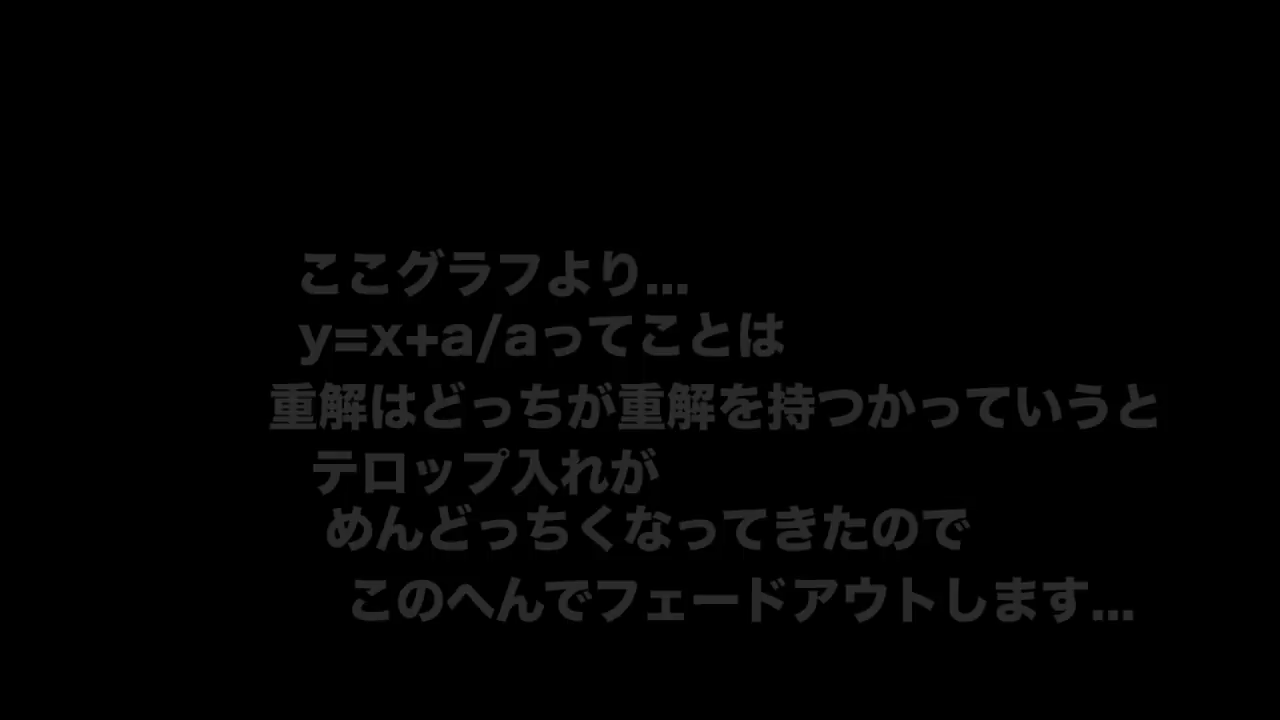 ここグラフより...
y=x+a/aってことは
重解はどっちが重解を持つかっていうと
テロップ入れが
めんどっちくなってきたので
このへんでフェードアウトします...